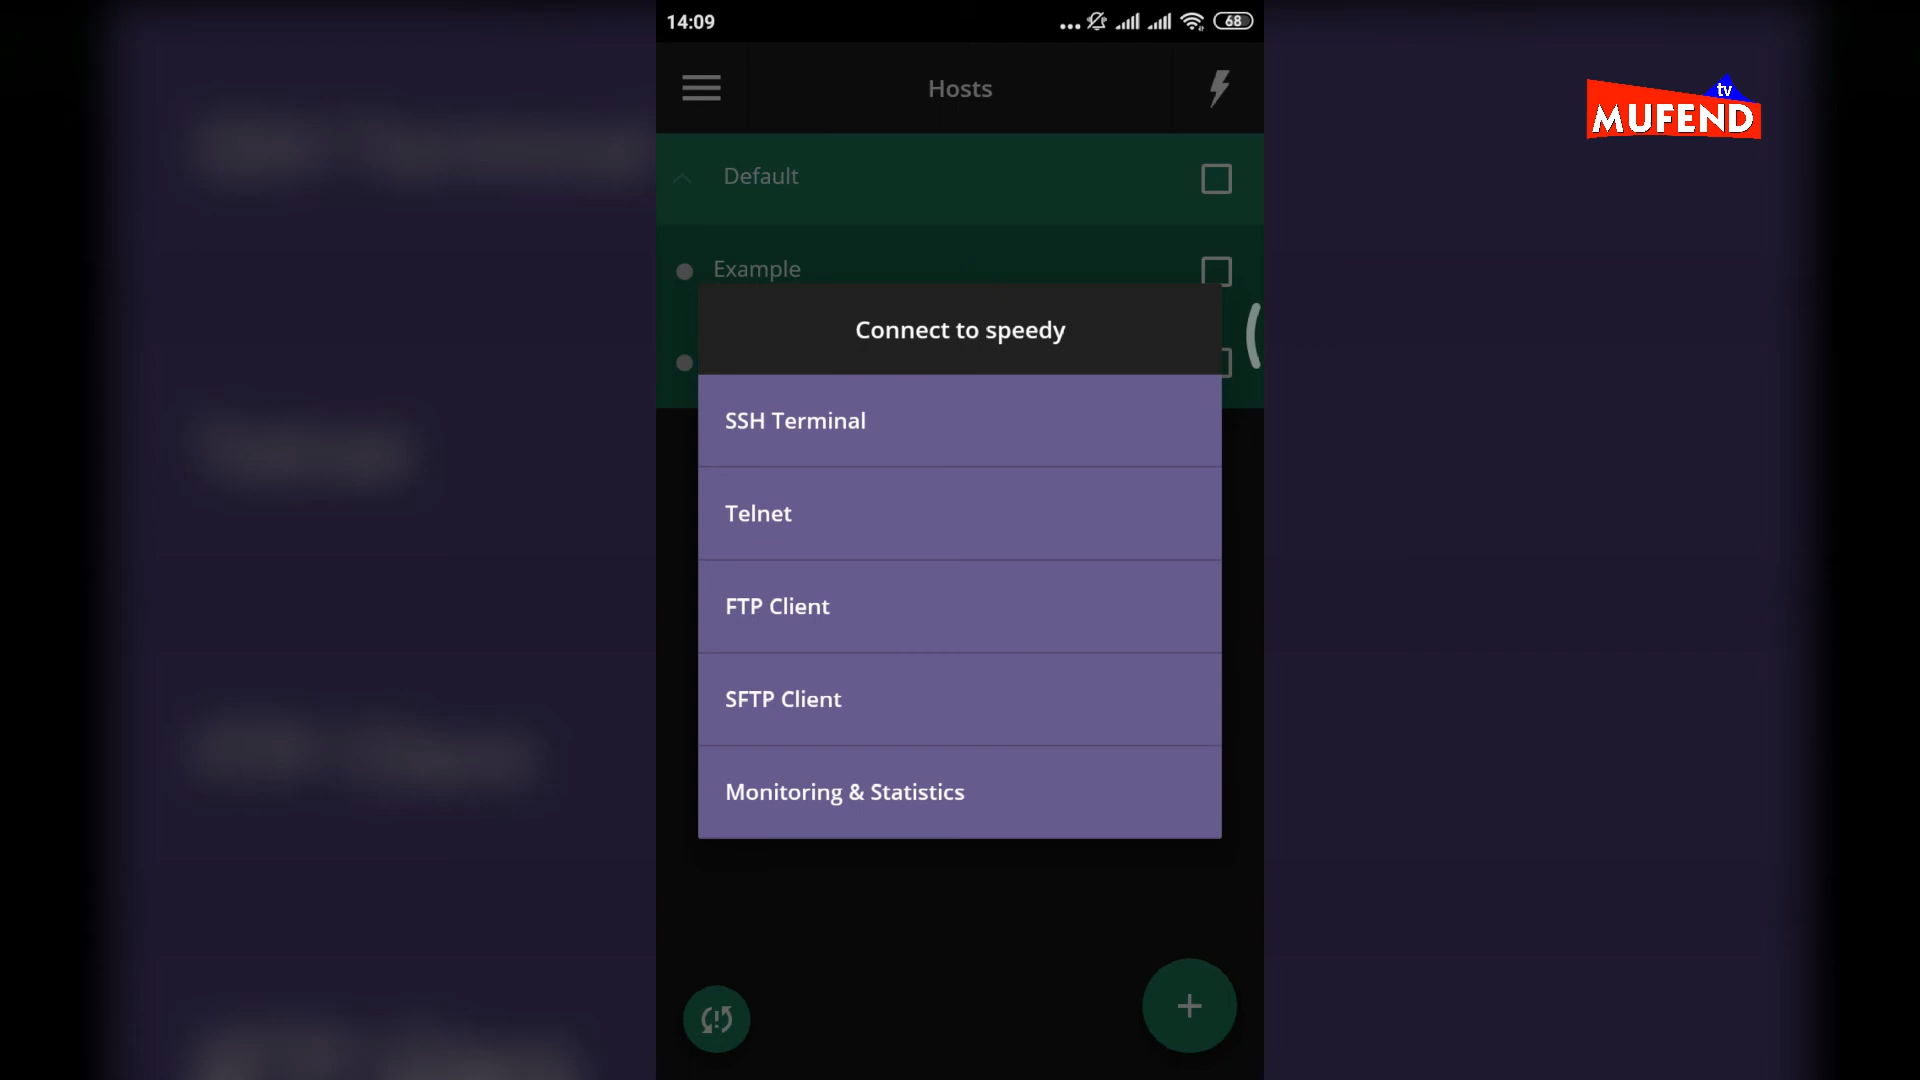 14:09
68
Hosts
tv
MUFEND
Default
Example
Connect to speedy
SSH Terminal
Telnet
FTP Client
SFTP Client
Monitoring & Statistics